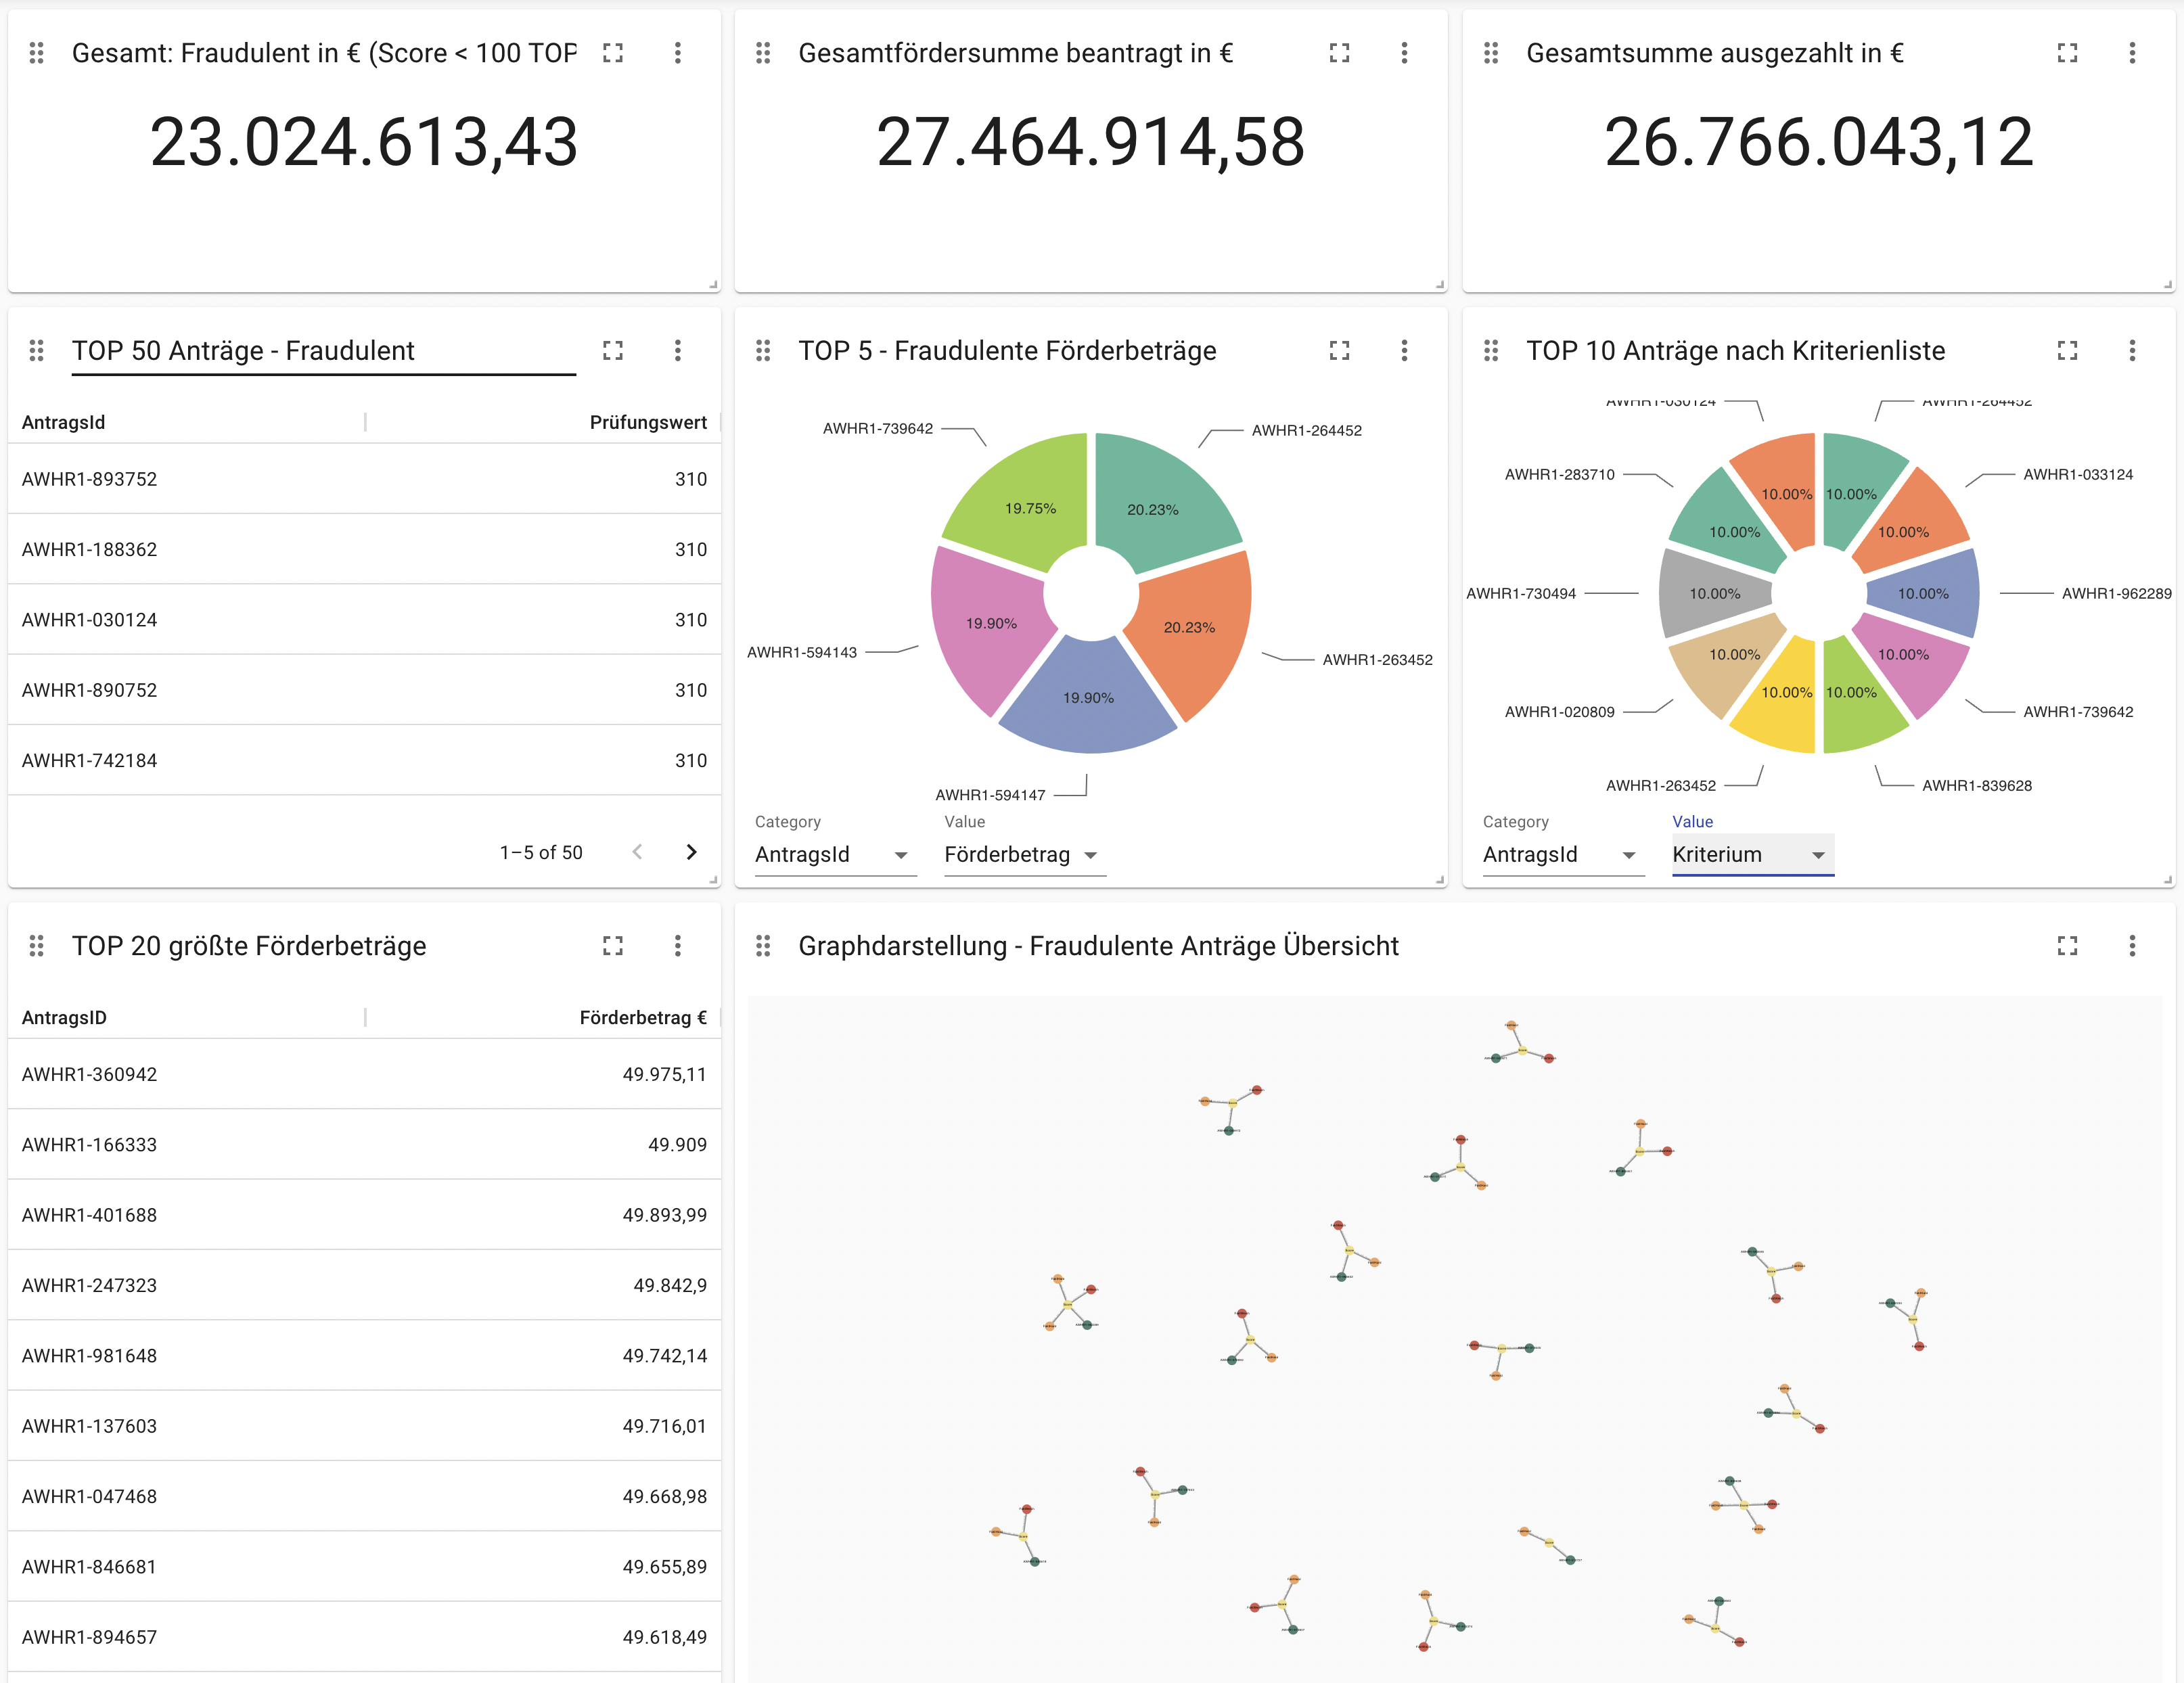 Gesamt: Fraudulent in € (Score < 100 TOP
23.024.613,43
Gesamtfördersumme beantragt in €
27.464.914,58
Gesamtsumme ausgezahlt in €
26.766.043,12
TOP 50 Anträge - Fraudulent
AntragsId Prüfungswert
AWHR1-893752 310
AWHR1-188362 310
AWHR1-030124 310
AWHR1-890752 310
AWHR1-742184 310
1–5 of 50
TOP 5 - Fraudulente Förderbeträge
AWHR1-739642
AWHR1-264452
19.75%
20.23%
19.90%
20.23%
AWHR1-594143
AWHR1-263452
19.90%
AWHR1-594147
Category Value
AntragsId Förderbetrag
TOP 10 Anträge nach Kriterienliste
AWHR1-030124 AWHR1-264452
AWHR1-283710 AWHR1-033124
10.00% 10.00%
10.00% 10.00%
AWHR1-730494 10.00% 10.00% AWHR1-962289
10.00% 10.00%
10.00% 10.00%
AWHR1-020809 AWHR1-739642
AWHR1-263452 AWHR1-839628
Category Value
AntragsId Kriterium
TOP 20 größte Förderbeträge
AntragsID Förderbetrag €
AWHR1-360942 49.975,11
AWHR1-166333 49.909
AWHR1-401688 49.893,99
AWHR1-247323 49.842,9
AWHR1-981648 49.742,14
AWHR1-137603 49.716,01
AWHR1-047468 49.668,98
AWHR1-846681 49.655,89
AWHR1-894657 49.618,49
Graphdarstellung - Fraudulente Anträge Übersicht